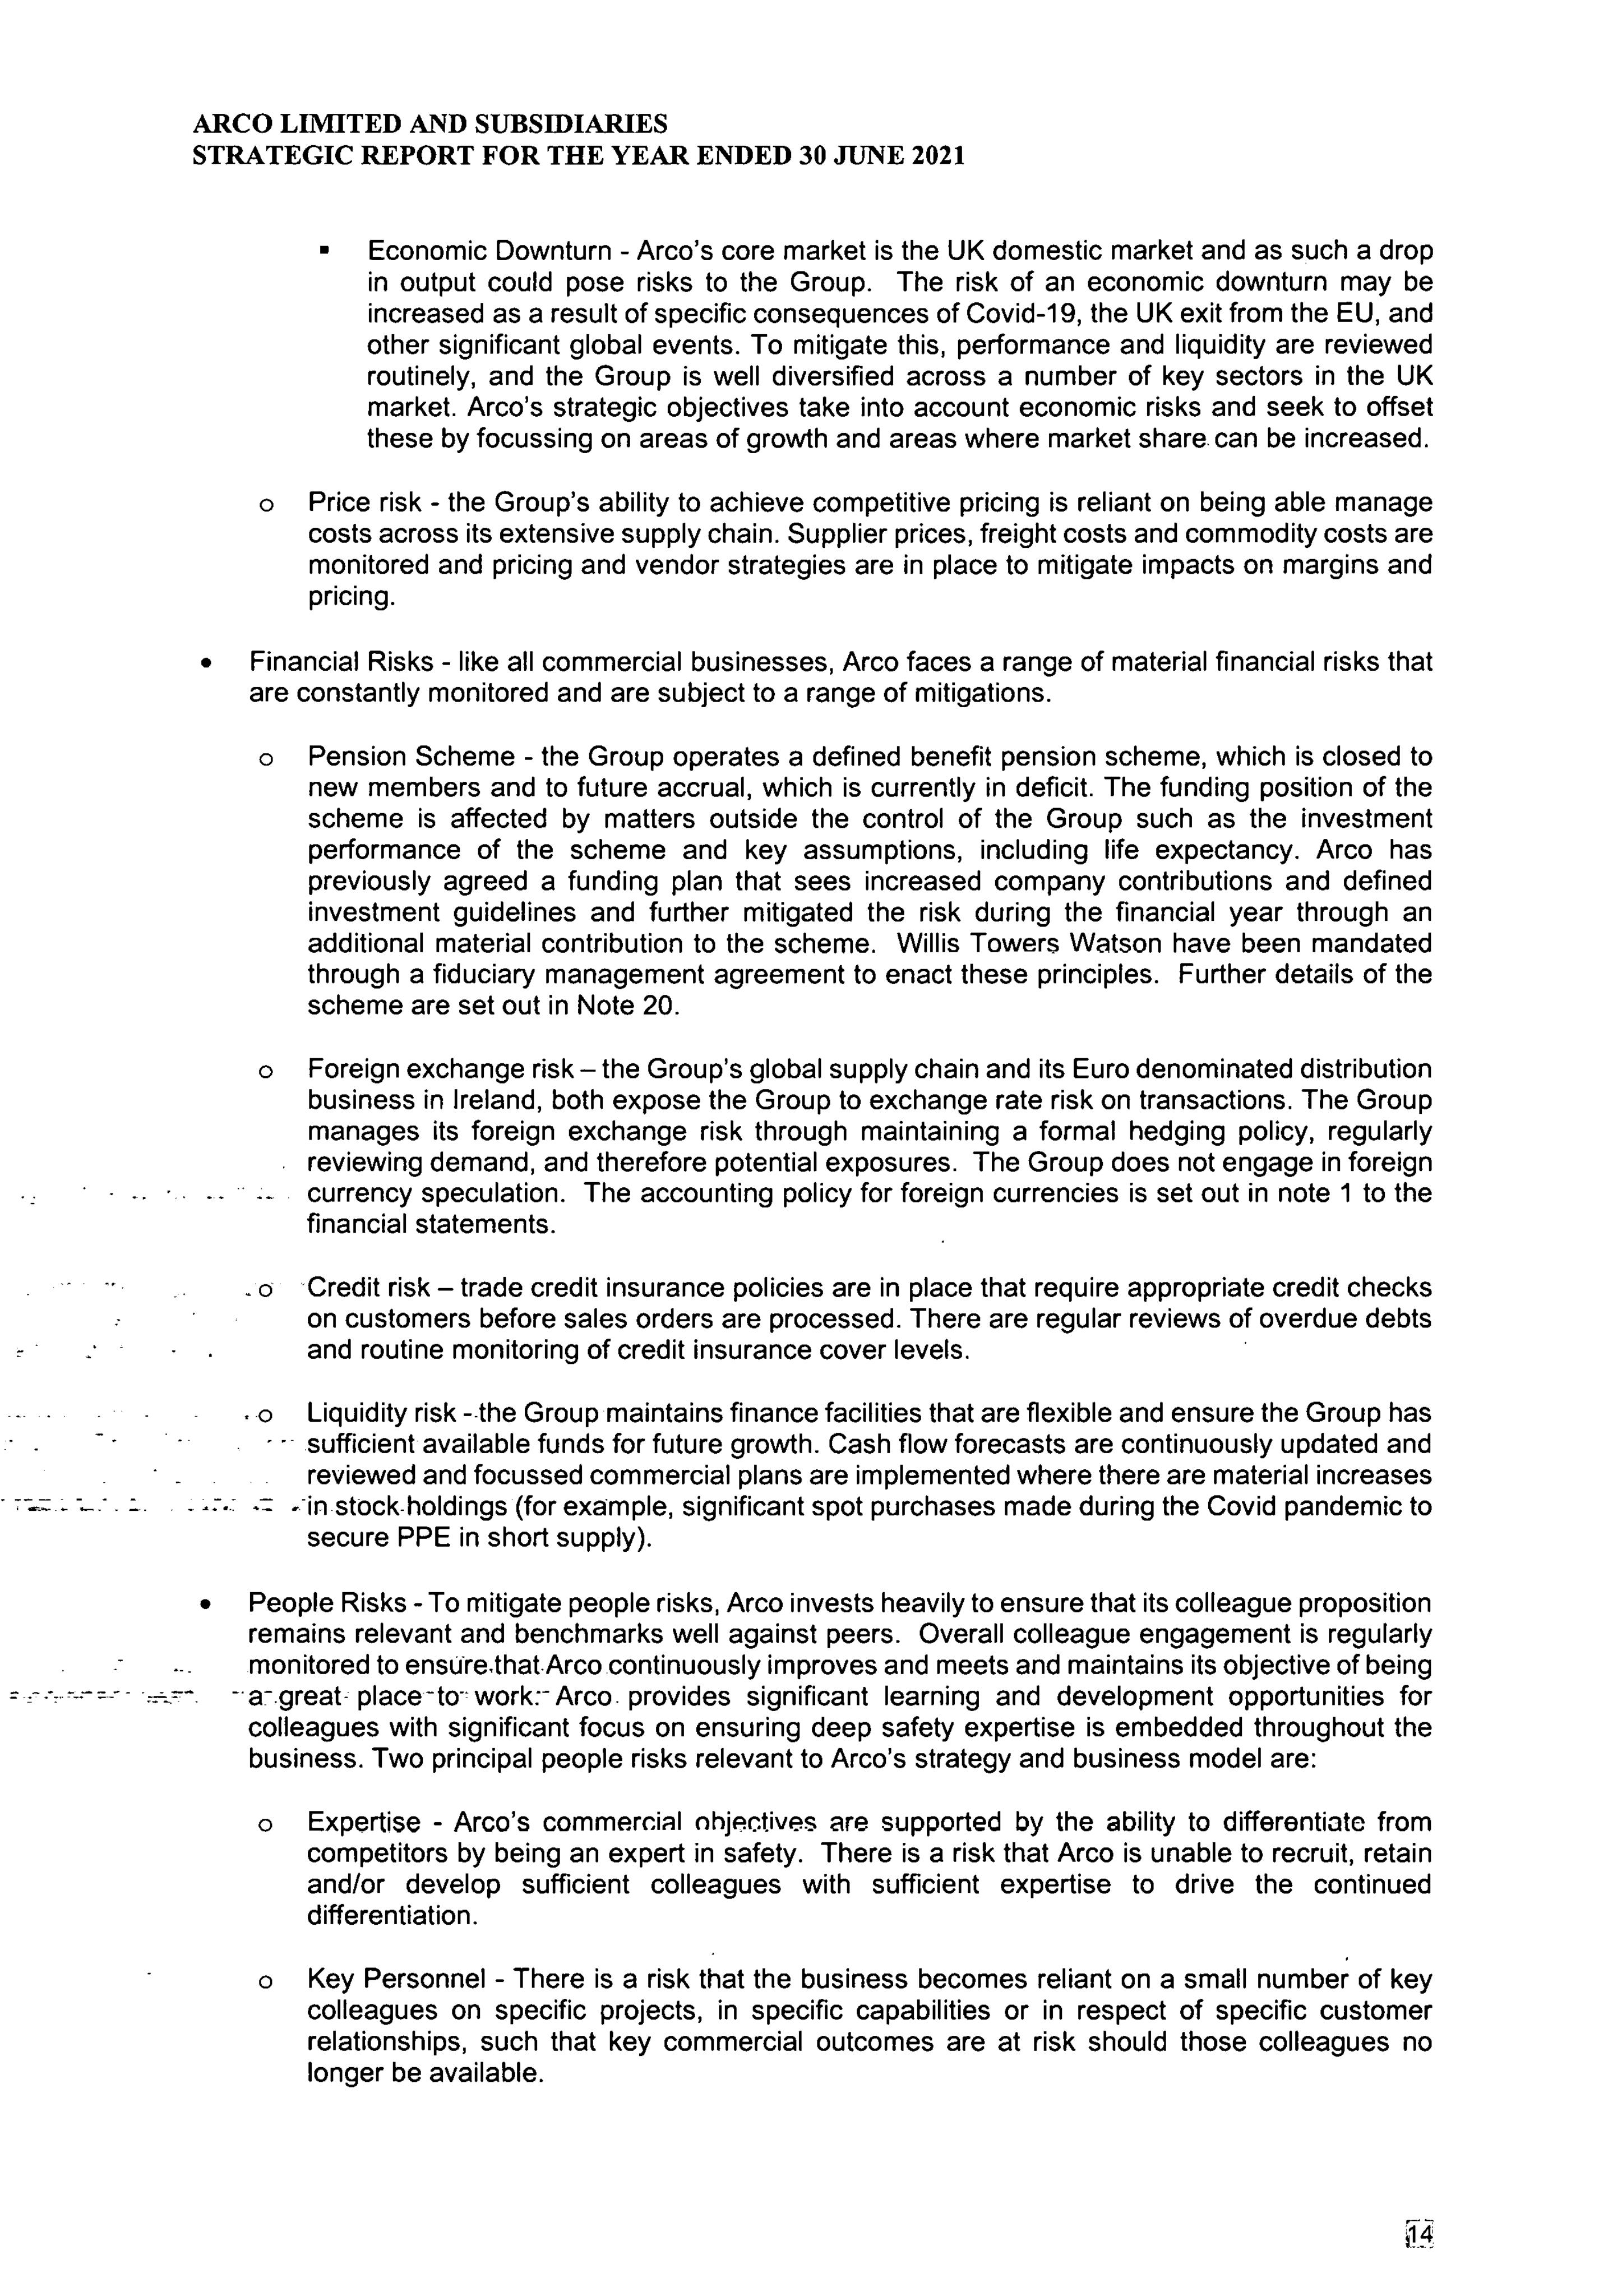 ARCO LIMITED AND SUBSIDIARIES
STRATEGIC REPORT FOR THE YEAR ENDED 30 JUNE 2021
▪ Economic Downturn - Arco's core market is the UK domestic market and as such a drop
in output could pose risks to the Group. The risk of an economic downturn may be
increased as a result of specific consequences of Covid-19, the UK exit from the EU, and
other significant global events. To mitigate this, performance and liquidity are reviewed
routinely, and the Group is well diversified across a number of key sectors in the UK
market. Arco's strategic objectives take into account economic risks and seek to offset
these by focussing on areas of growth and areas where market share can be increased.
o Price risk - the Group's ability to achieve competitive pricing is reliant on being able manage
costs across its extensive supply chain. Supplier prices, freight costs and commodity costs are
monitored and pricing and vendor strategies are in place to mitigate impacts on margins and
pricing.
• Financial Risks - like all commercial businesses, Arco faces a range of material financial risks that
are constantly monitored and are subject to a range of mitigations.
o Pension Scheme - the Group operates a defined benefit pension scheme, which is closed to
new members and to future accrual, which is currently in deficit. The funding position of the
scheme is affected by matters outside the control of the Group such as the investment
performance of the scheme and key assumptions, including life expectancy. Arco has
previously agreed a funding plan that sees increased company contributions and defined
investment guidelines and further mitigated the risk during the financial year through an
additional material contribution to the scheme. Willis Towers Watson have been mandated
through a fiduciary management agreement to enact these principles. Further details of the
scheme are set out in Note 20.
o Foreign exchange risk – the Group's global supply chain and its Euro denominated distribution
business in Ireland, both expose the Group to exchange rate risk on transactions. The Group
manages its foreign exchange risk through maintaining a formal hedging policy, regularly
reviewing demand, and therefore potential exposures. The Group does not engage in foreign
currency speculation. The accounting policy for foreign currencies is set out in note 1 to the
financial statements.
o Credit risk – trade credit insurance policies are in place that require appropriate credit checks
on customers before sales orders are processed. There are regular reviews of overdue debts
and routine monitoring of credit insurance cover levels.
o Liquidity risk - the Group maintains finance facilities that are flexible and ensure the Group has
sufficient available funds for future growth. Cash flow forecasts are continuously updated and
reviewed and focussed commercial plans are implemented where there are material increases
in stock holdings (for example, significant spot purchases made during the Covid pandemic to
secure PPE in short supply).
• People Risks - To mitigate people risks, Arco invests heavily to ensure that its colleague proposition
remains relevant and benchmarks well against peers. Overall colleague engagement is regularly
monitored to ensure that Arco continuously improves and meets and maintains its objective of being
a great place to work. Arco provides significant learning and development opportunities for
colleagues with significant focus on ensuring deep safety expertise is embedded throughout the
business. Two principal people risks relevant to Arco's strategy and business model are:
o Expertise - Arco's commercial objectives are supported by the ability to differentiate from
competitors by being an expert in safety. There is a risk that Arco is unable to recruit, retain
and/or develop sufficient colleagues with sufficient expertise to drive the continued
differentiation.
o Key Personnel - There is a risk that the business becomes reliant on a small number of key
colleagues on specific projects, in specific capabilities or in respect of specific customer
relationships, such that key commercial outcomes are at risk should those colleagues no
longer be available.
14